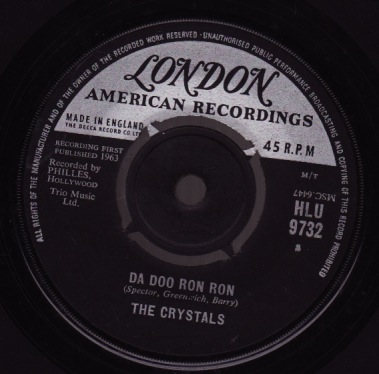 ALL RIGHTS OF THE MANUFACTURER AND OF THE OWNER OF THE RECORDED WORK RESERVED · UNAUTHORISED PUBLIC PERFORMANCE BROADCASTING AND COPYING OF THIS RECORD PROHIBITED
LONDON
AMERICAN RECORDINGS
MADE IN ENGLAND
THE DECCA RECORD CO LTD
45 R.P.M
RECORDING FIRST
PUBLISHED 1963
Recorded by
PHILLES,
HOLLYWOOD
Trio Music
Ltd.
M/T
MSC.6447
HLU
9732
DA DOO RON RON
(Spector, Greenwich, Barry)
THE CRYSTALS